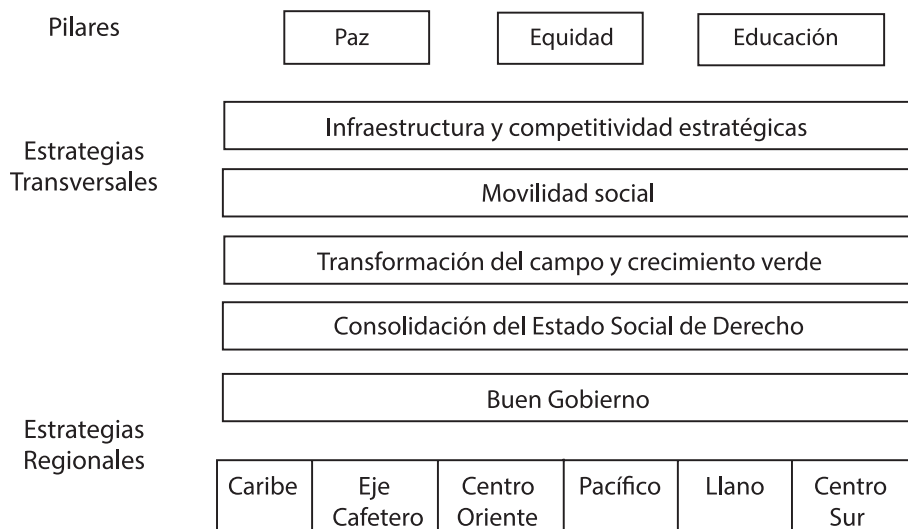 Pilares
Paz
Equidad
Educación
Infraestructura y competitividad estratégicas
Estrategias
Transversales
Movilidad social
Transformación del campo y crecimiento verde
Consolidación del Estado Social de Derecho
Buen Gobierno
Estrategias
Regionales
Caribe
Eje
Cafetero
Centro
Oriente
Pacífico
Llano
Centro
Sur